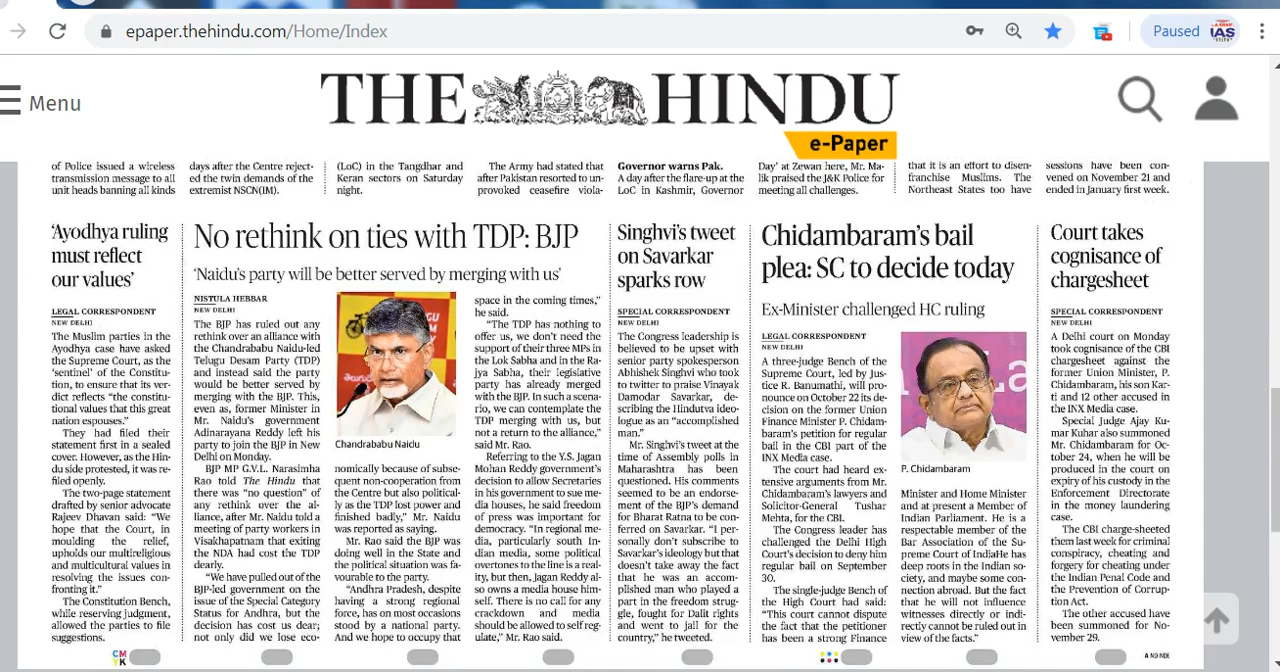 epaper.thehindu.com/Home/Index
Paused
IAS
Menu
THE HINDU
e-Paper
of Police issued a wireless
transmission message to all
unit heads banning all kinds
days after the Centre reject-
ed the twin demands of the
extremist NSCN(IM).
(LoC) in the Tangdhar and
Keran sectors on Saturday
night.
The Army had stated that
after Pakistan resorted to un-
provoked ceasefire viola-
Governor warns Pak.
A day after the flare-up at the
LoC in Kashmir, Governor
Day' at Zewan here, Mr. Ma-
lik praised the J&K Police for
meeting all challenges.
that it is an effort to disen-
franchise Muslims. The
Northeast States too have
sessions have been con-
vened on November 21 and
ended in January first week.
'Ayodhya ruling
must reflect
our values'
LEGAL CORRESPONDENT
NEW DELHI
The Muslim parties in the
Ayodhya case have asked
the Supreme Court, as the
'sentinel' of the Constitu-
tion, to ensure that its ver-
dict reflects "the constitu-
tional values that this great
nation espouses."
They had filed their
statement first in a sealed
cover. However, as the Hin-
du side protested, it was re-
filed openly.
The two-page statement
drafted by senior advocate
Rajeev Dhavan said: "We
hope that the Court, in
moulding the relief,
upholds our multireligious
and multicultural values in
resolving the issues con-
fronting it."
The Constitution Bench,
while reserving judgment,
allowed the parties to file
suggestions.
No rethink on ties with TDP: BJP
'Naidu's party will be better served by merging with us'
NISTULA HEBBAR
NEW DELHI
The BJP has ruled out any
rethink over an alliance with
the Chandrababu Naidu-led
Telugu Desam Party (TDP)
and instead said the party
would be better served by
merging with the BJP. This,
even as, former Minister in
Mr. Naidu's government
Adinarayana Reddy left his
party to join the BJP in New
Delhi on Monday.
BJP MP G.V.L. Narasimha
Rao told The Hindu that
there was "no question" of
any rethink over the al-
liance, after Mr. Naidu told a
meeting of party workers in
Visakhapatnam that exiting
the NDA had cost the TDP
dearly.
"We have pulled out of the
BJP-led government on the
issue of the Special Category
Status for Andhra, but the
decision has cost us dear;
not only did we lose eco-
Chandrababu Naidu
nomically because of subse-
quent non-cooperation from
the Centre but also political-
ly as the TDP lost power and
finished badly," Mr. Naidu
was reported as saying.
Mr. Rao said the BJP was
doing well in the State and
the political situation was fa-
vourable to the party.
"Andhra Pradesh, despite
having a strong regional
force, has on most occasions
stood by a national party.
And we hope to occupy that
space in the coming times,"
he said.
"The TDP has nothing to
offer us, we don't need the
support of their three MPs in
the Lok Sabha and in the Ra-
jya Sabha, their legislative
party has already merged
with the BJP. In such a scena-
rio, we can contemplate the
TDP merging with us, but
not a return to the alliance,"
said Mr. Rao.
Referring to the Y.S. Jagan
Mohan Reddy government's
decision to allow Secretaries
in his government to sue me-
dia houses, he said freedom
of press was important for
democracy. "In regional me-
dia, particularly south In-
dian media, some political
overtones to the line is a real-
ity, but then, Jagan Reddy al-
so owns a media house him-
self. There is no call for any
crackdown and media
should be allowed to self reg-
ulate," Mr. Rao said.
Singhvi's tweet
on Savarkar
sparks row
SPECIAL CORRESPONDENT
NEW DELHI
The Congress leadership is
believed to be upset with
senior party spokesperson
Abhishek Singhvi who took
to twitter to praise Vinayak
Damodar Savarkar, de-
scribing the Hindutva ideo-
logue as an "accomplished
man."
Mr. Singhvi's tweet at the
time of Assembly polls in
Maharashtra has been
questioned. His comments
seemed to be an endorse-
ment of the BJP's demand
for Bharat Ratna to be con-
ferred on Savarkar. "I per-
sonally don't subscribe to
Savarkar's ideology but that
doesn't take away the fact
that he was an accom-
plished man who played a
part in the freedom strug-
gle, fought for Dalit rights
and went to jail for the
country," he tweeted.
Chidambaram's bail
plea: SC to decide today
Ex-Minister challenged HC ruling
LEGAL CORRESPONDENT
NEW DELHI
A three-judge Bench of the
Supreme Court, led by Jus-
tice R. Banumathi, will pro-
nounce on October 22 its de-
cision on the former Union
Finance Minister P. Chidam-
baram's petition for regular
bail in the CBI part of the
INX Media case.
The court had heard ex-
tensive arguments from Mr.
Chidambaram's lawyers and
Solicitor-General Tushar
Mehta, for the CBI.
The Congress leader has
challenged the Delhi High
Court's decision to deny him
regular bail on September
30.
The single-judge Bench of
the High Court had said:
"This court cannot dispute
the fact that the petitioner
has been a strong Finance
P. Chidambaram
Minister and Home Minister
and at present a Member of
Indian Parliament. He is a
respectable member of the
Bar Association of the Su-
preme Court of IndiaHe has
deep roots in the Indian so-
ciety, and maybe some con-
nection abroad. But the fact
that he will not influence
witnesses directly or indi-
rectly cannot be ruled out in
view of the facts."
Court takes
cognisance of
chargesheet
SPECIAL CORRESPONDENT
NEW DELHI
A Delhi court on Monday
took cognisance of the CBI
chargesheet against the
former Union Minister, P.
Chidambaram, his son Kar-
ti and 12 other accused in
the INX Media case.
Special Judge Ajay Ku-
mar Kuhar also summoned
Mr. Chidambaram for Oc-
tober 24, when he will be
produced in the court on
expiry of his custody in the
Enforcement Directorate
in the money laundering
case.
The CBI charge-sheeted
them last week for criminal
conspiracy, cheating and
forgery for cheating under
the Indian Penal Code and
the Prevention of Corrup-
tion Act.
The other accused have
been summoned for No-
vember 29.
CM
YK
A ND NDE